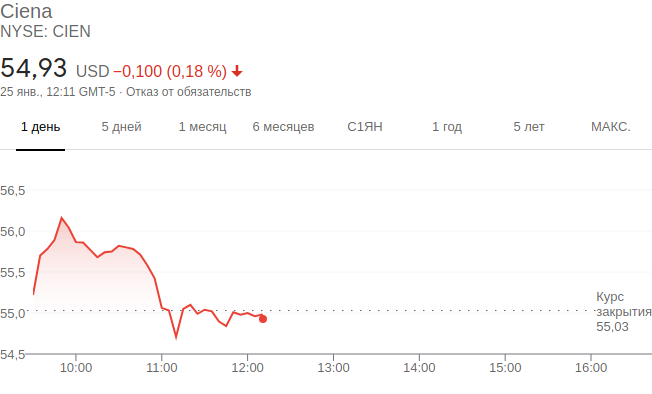 Ciena
NYSE: CIEN
54,93 USD −0,100 (0,18 %)
25 янв., 12:11 GMT-5 · Отказ от обязательств
1 день 5 дней 1 месяц 6 месяцев С1ЯН 1 год 5 лет МАКС.
56,5
56,0
55,5
Курс
55,0 закрытия
55,03
54,5
10:00 11:00 12:00 13:00 14:00 15:00 16:00